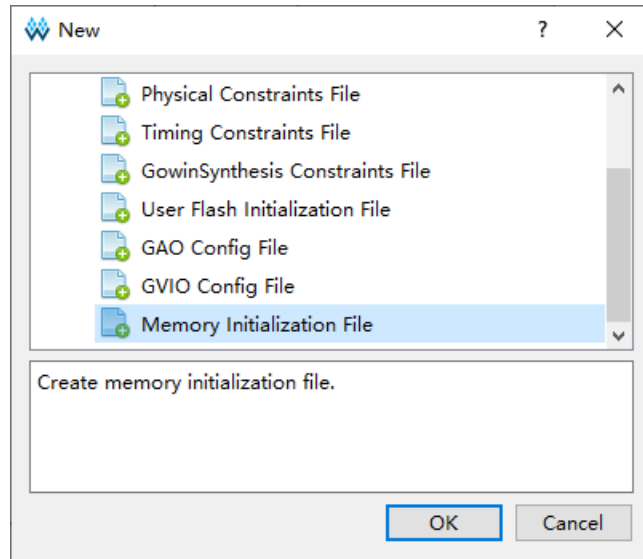 New
?
Physical Constraints File
Timing Constraints File
GowinSynthesis Constraints File
User Flash Initialization File
GAO Config File
GVIO Config File
Memory Initialization File
Create memory initialization file.
OK Cancel